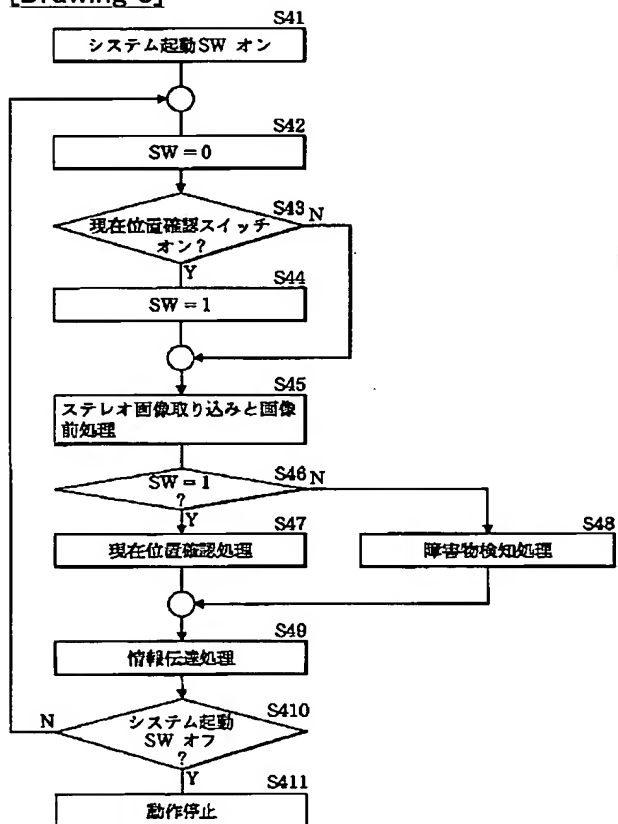 S41
システム起動SW オン
S42
SW=0
S43
N
現在位置確認スイッチ
オン?
Y
S44
SW=1
S45
ステレオ画像取り込みと画像
前処理
S46
N
SW=1
?
Y
S47
現在位置確認処理
S48
障害物検知処理
S49
情報伝達処理
S410
N
システム起動
SW オフ
?
Y
S411
動作停止